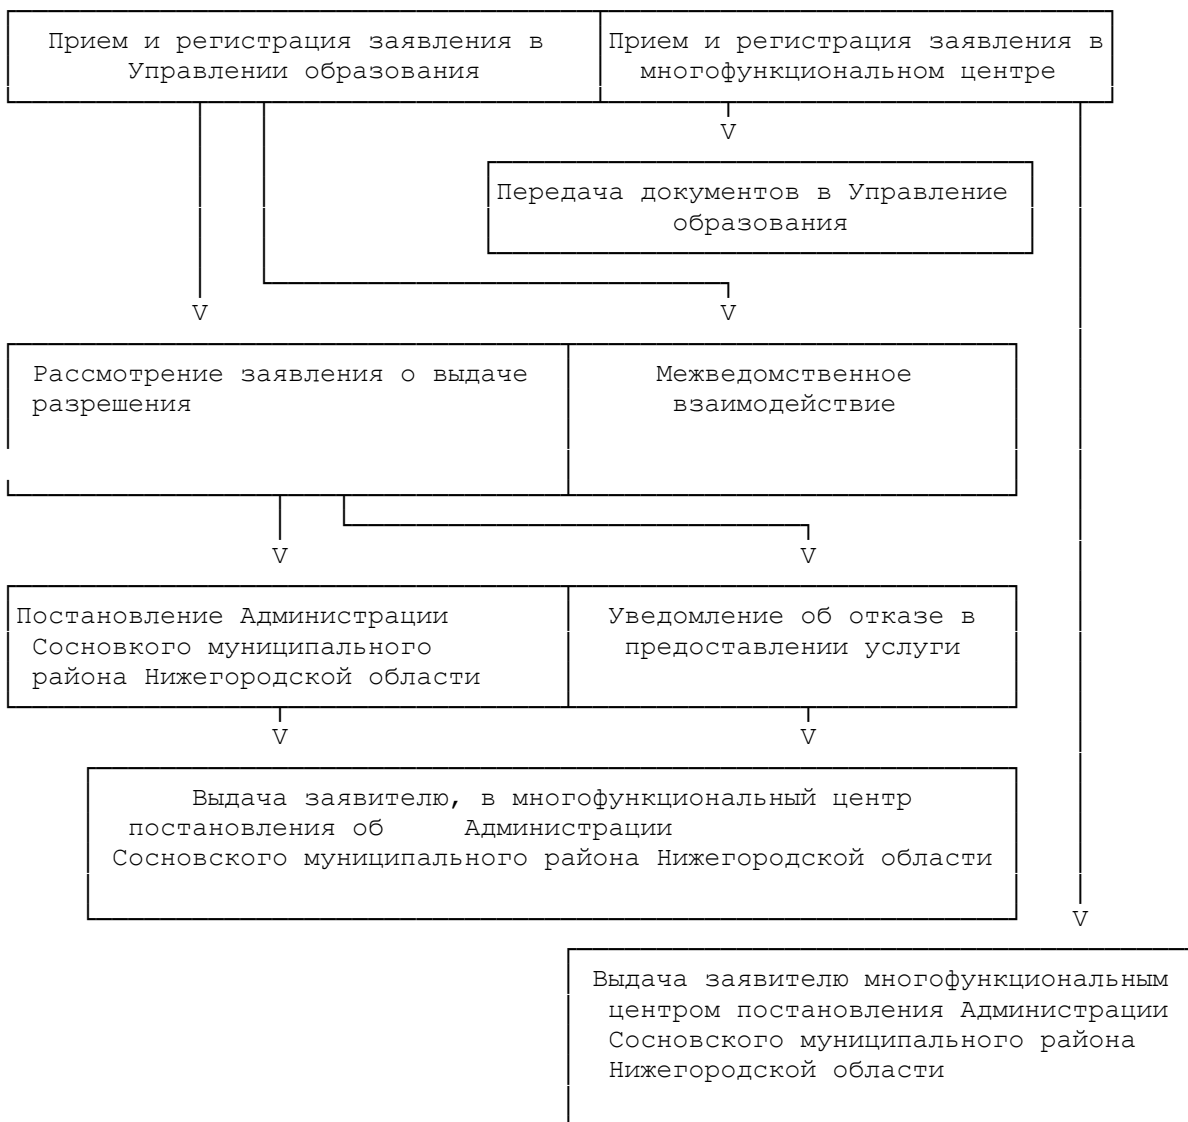 Прием и регистрация заявления в
Управлении образования
Прием и регистрация заявления в
многофункциональном центре
V
Передача документов в Управление
образования
V
V
Рассмотрение заявления о выдаче
разрешения
Межведомственное
взаимодействие
V
V
Постановление Администрации
Сосновкого муниципального
района Нижегородской области
Уведомление об отказе в
предоставлении услуги
V
V
Выдача заявителю, в многофункциональный центр
постановления об Администрации
Сосновского муниципального района Нижегородской области
V
Выдача заявителю многофункциональным
центром постановления Администрации
Сосновского муниципального района
Нижегородской области